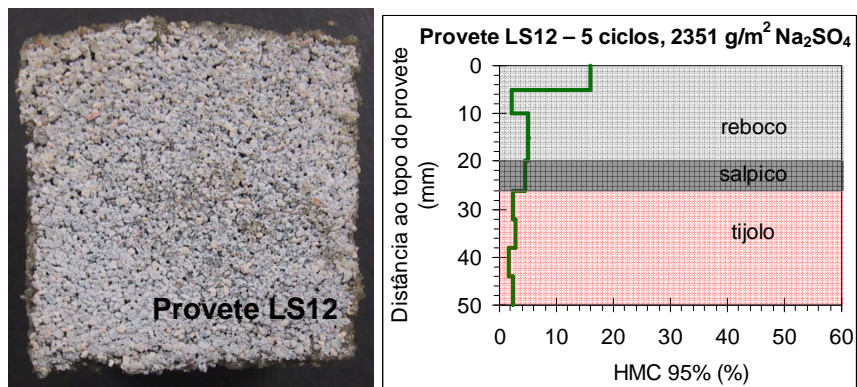 Provete LS12
Provete LS12 – 5 ciclos, 2351 g/m² Na₂SO₄
Distância ao topo do provete
(mm)
0
10
20
30
40
50
reboco
salpico
tijolo
0 10 20 30 40 50 60
HMC 95% (%)